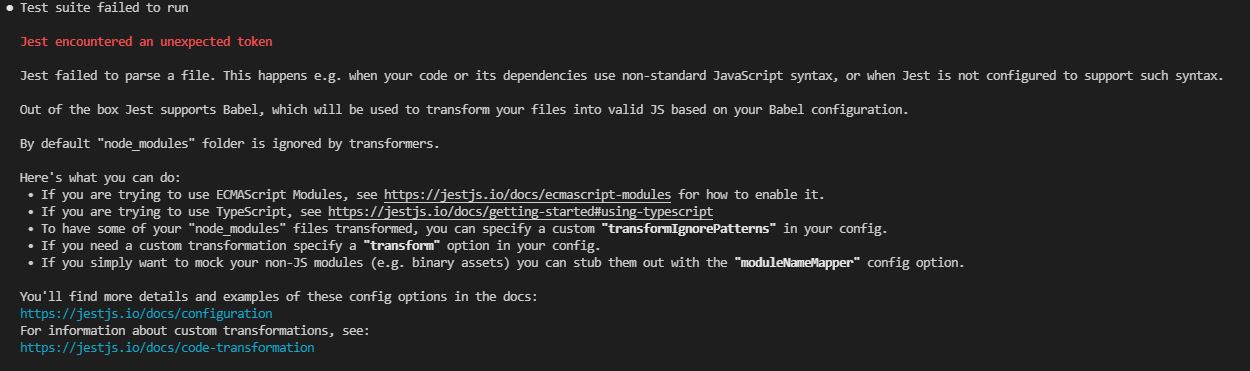 ● Test suite failed to run
Jest encountered an unexpected token
Jest failed to parse a file. This happens e.g. when your code or its dependencies use non-standard JavaScript syntax, or when Jest is not configured to support such syntax.
Out of the box Jest supports Babel, which will be used to transform your files into valid JS based on your Babel configuration.
By default "node_modules" folder is ignored by transformers.
Here's what you can do:
• If you are trying to use ECMAScript Modules, see https://jestjs.io/docs/ecmascript-modules for how to enable it.
• If you are trying to use TypeScript, see https://jestjs.io/docs/getting-started#using-typescript
• To have some of your "node_modules" files transformed, you can specify a custom "transformIgnorePatterns" in your config.
• If you need a custom transformation specify a "transform" option in your config.
• If you simply want to mock your non-JS modules (e.g. binary assets) you can stub them out with the "moduleNameMapper" config option.
You'll find more details and examples of these config options in the docs:
https://jestjs.io/docs/configuration
For information about custom transformations, see:
https://jestjs.io/docs/code-transformation